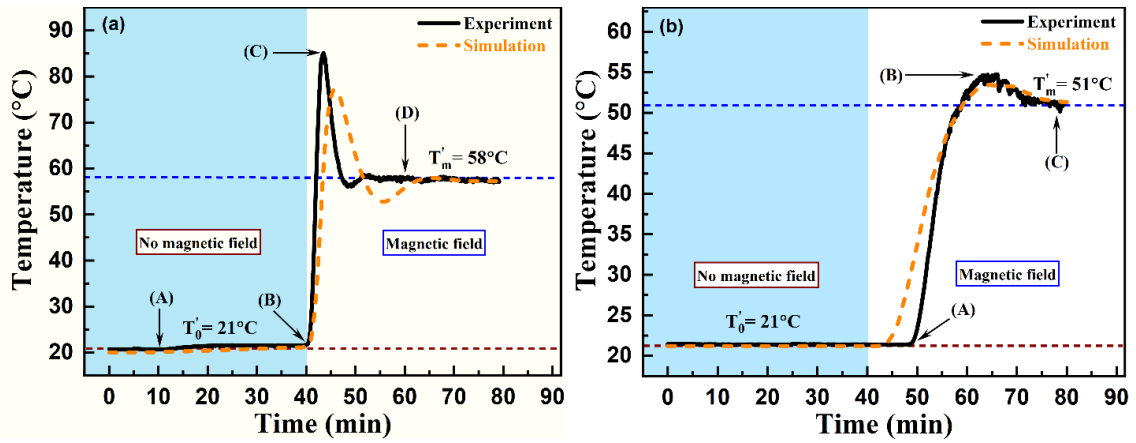 (a)
Experiment
Simulation
(C)
(D)
T'm = 58°C
No magnetic field
Magnetic field
(A)
T'0 = 21°C
(B)
90
80
70
60
50
40
30
20
Temperature (°C)
0 10 20 30 40 50 60 70 80 90
Time (min)
(b)
Experiment
Simulation
(B)
T'm = 51°C
(C)
No magnetic field
Magnetic field
T'0 = 21°C
(A)
60
55
50
45
40
35
30
25
20
Temperature (°C)
0 10 20 30 40 50 60 70 80 90
Time (min)